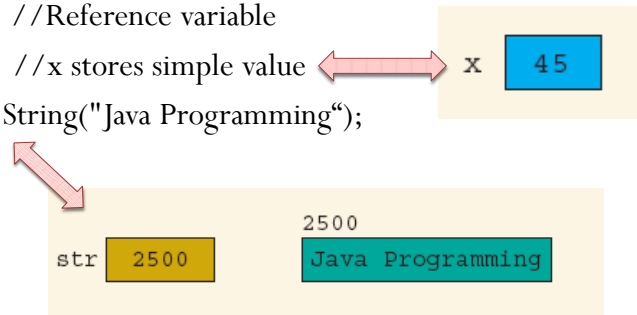 //Reference variable
//x stores simple value
x 45
String("Java Programming“);
2500
str 2500 Java Programming